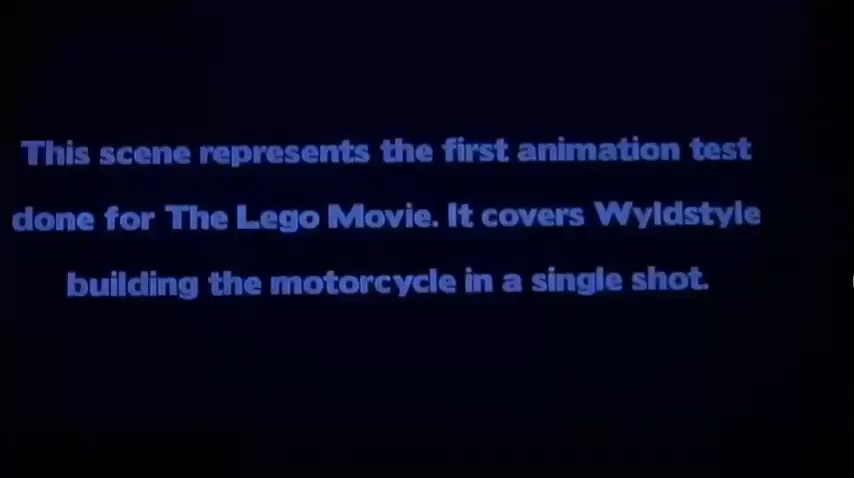 This scene represents the first animation test
done for The Lego Movie. It covers Wyldstyle
building the motorcycle in a single shot.